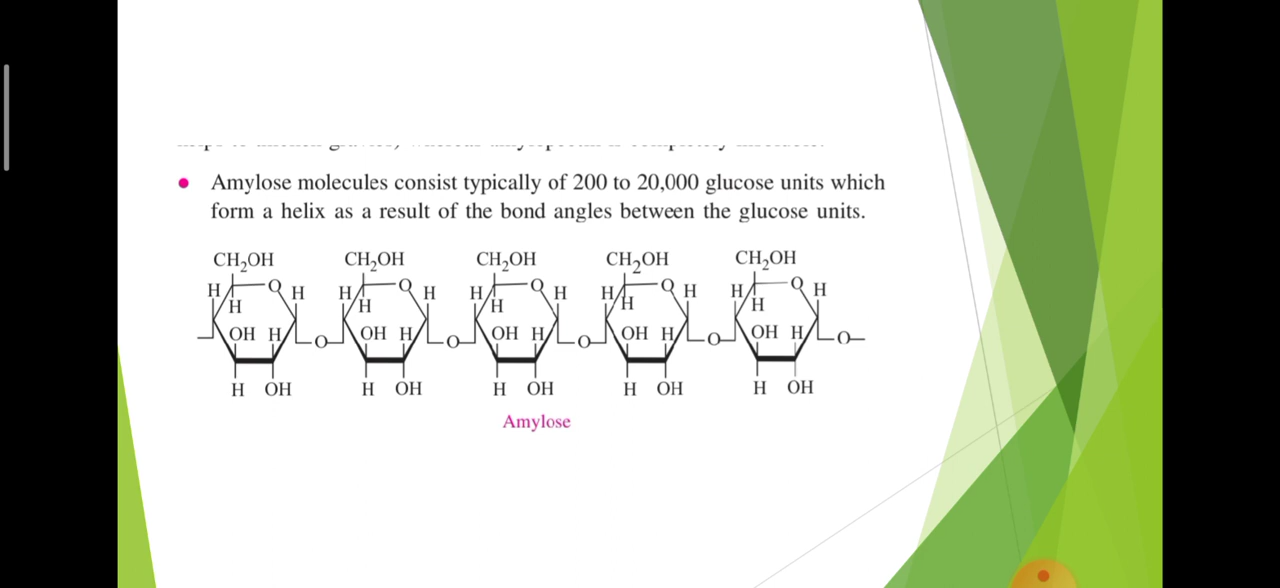 • Amylose molecules consist typically of 200 to 20,000 glucose units which
form a helix as a result of the bond angles between the glucose units.
CH₂OH CH₂OH CH₂OH CH₂OH CH₂OH
H O H H O H H O H H O H H O H
H H H H H
OH H OH H OH H OH H OH H
O O O O O
H OH H OH H OH H OH H OH
Amylose